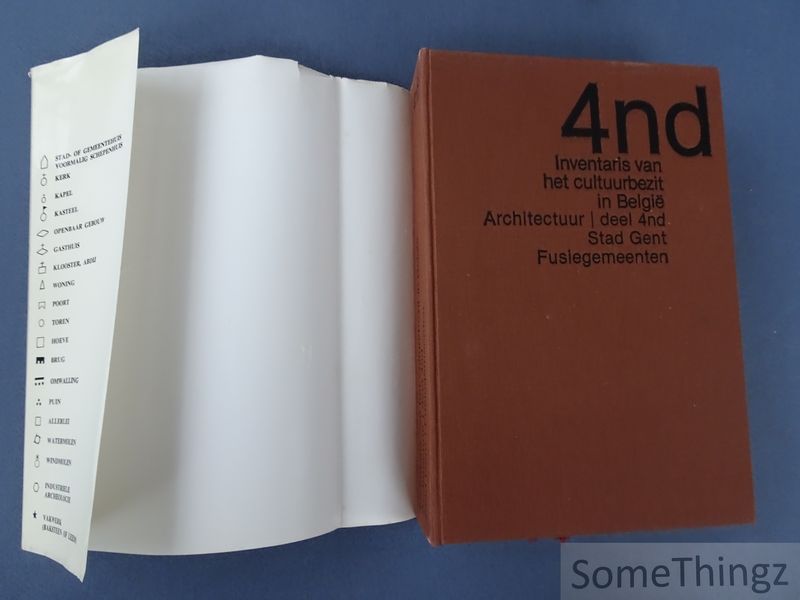 STAD- OF GEMEENTEHUIS
VOORMALIG SCHEPENHUIS
KERK
KAPEL
KASTEEL
OPENBAAR GEBOUW
GASTHUIS
KLOOSTER, ABDIJ
WONING
POORT
TOREN
HOEVE
BRUG
OMWALLING
PUIN
ALLERLEI
WATERMOLEN
WINDMOLEN
INDUSTRIELE
ARCHEOLOGIE
VAKWERK
(BAKSTEEN OF LEEM)
4nd
Inventaris van
het cultuurbezit
in België
Architectuur | deel 4nd
Stad Gent
Fusiegemeenten
SomeThingz